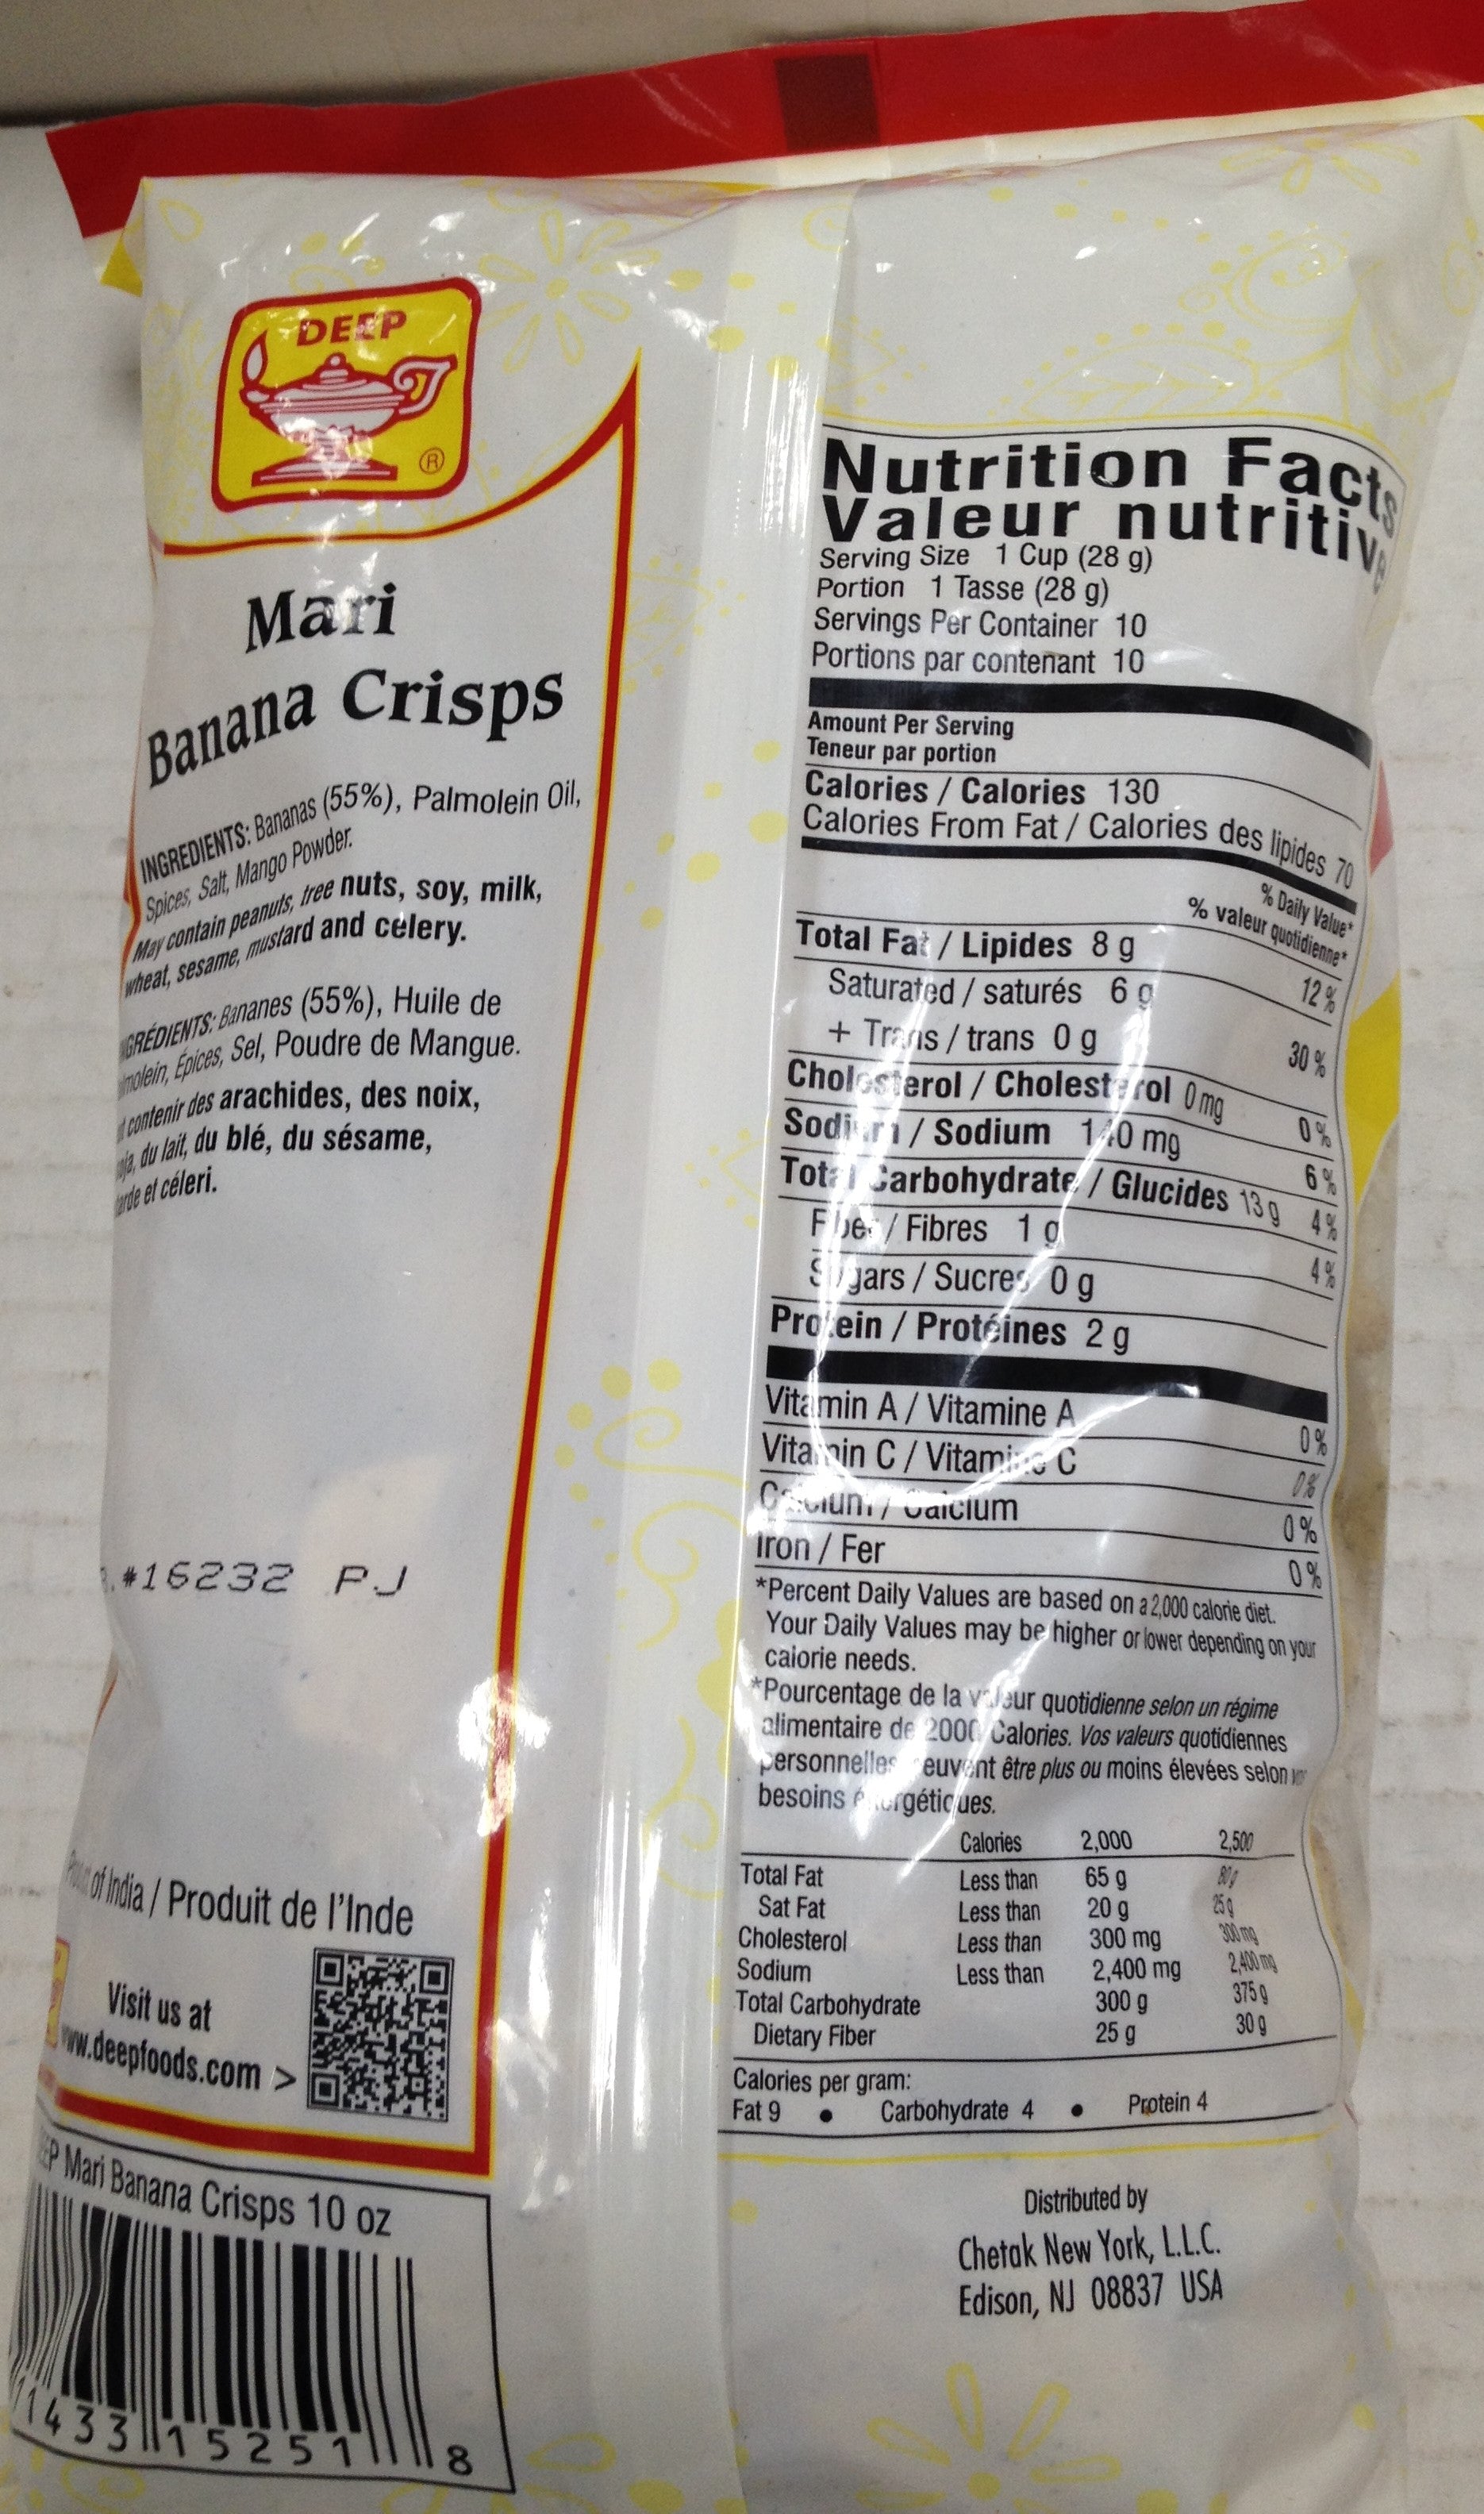 DEEP
®
Mari
Banana Crisps
INGREDIENTS: Bananas (55%), Palmolein Oil,
Spices, Salt, Mango Powder.
May contain peanuts, tree nuts, soy, milk,
wheat, sesame, mustard and celery.
Bananes (55%), Huile de
Épices, Sel, Poudre de Mangue.
contenir des arachides, des noix,
du lait, du blé, du sésame,
et céleri.
#16232 PJ
of India / Produit de l'Inde
Visit us at
www.deepfoods.com >
Mari Banana Crisps 10 oz
1433 15251 8
Nutrition Facts
Valeur nutritive
Serving Size 1 Cup (28 g)
Portion 1 Tasse (28 g)
Servings Per Container 10
Portions par contenant 10
Amount Per Serving
Teneur par portion
Calories / Calories 130
Calories From Fat / Calories des lipides 70
% Daily Value*
% valeur quotidienne*
Total Fat / Lipides 8 g 12 %
Saturated / saturés 6 g
+ Trans / trans 0 g 30 %
Cholesterol / Cholesterol 0 mg 0 %
Sodium / Sodium 140 mg 6 %
Total Carbohydrate / Glucides 13 g 4 %
Fiber / Fibres 1 g 4 %
Sugars / Sucres 0 g
Protein / Protéines 2 g
Vitamin A / Vitamine A 0 %
Vitamin C / Vitamine C 0 %
Calcium / Calcium 0 %
Iron / Fer 0 %
*Percent Daily Values are based on a 2,000 calorie diet.
Your Daily Values may be higher or lower depending on your
calorie needs.
*Pourcentage de la valeur quotidienne selon un régime
alimentaire de 2000 Calories. Vos valeurs quotidiennes
personnelles peuvent être plus ou moins élevées selon vos
besoins énergétiques.
Calories 2,000 2,500
Total Fat Less than 65 g 80 g
Sat Fat Less than 20 g 25 g
Cholesterol Less than 300 mg 300 mg
Sodium Less than 2,400 mg 2,400 mg
Total Carbohydrate 300 g 375 g
Dietary Fiber 25 g 30 g
Calories per gram:
Fat 9 • Carbohydrate 4 • Protein 4
Distributed by
Chetak New York, L.L.C.
Edison, NJ 08837 USA